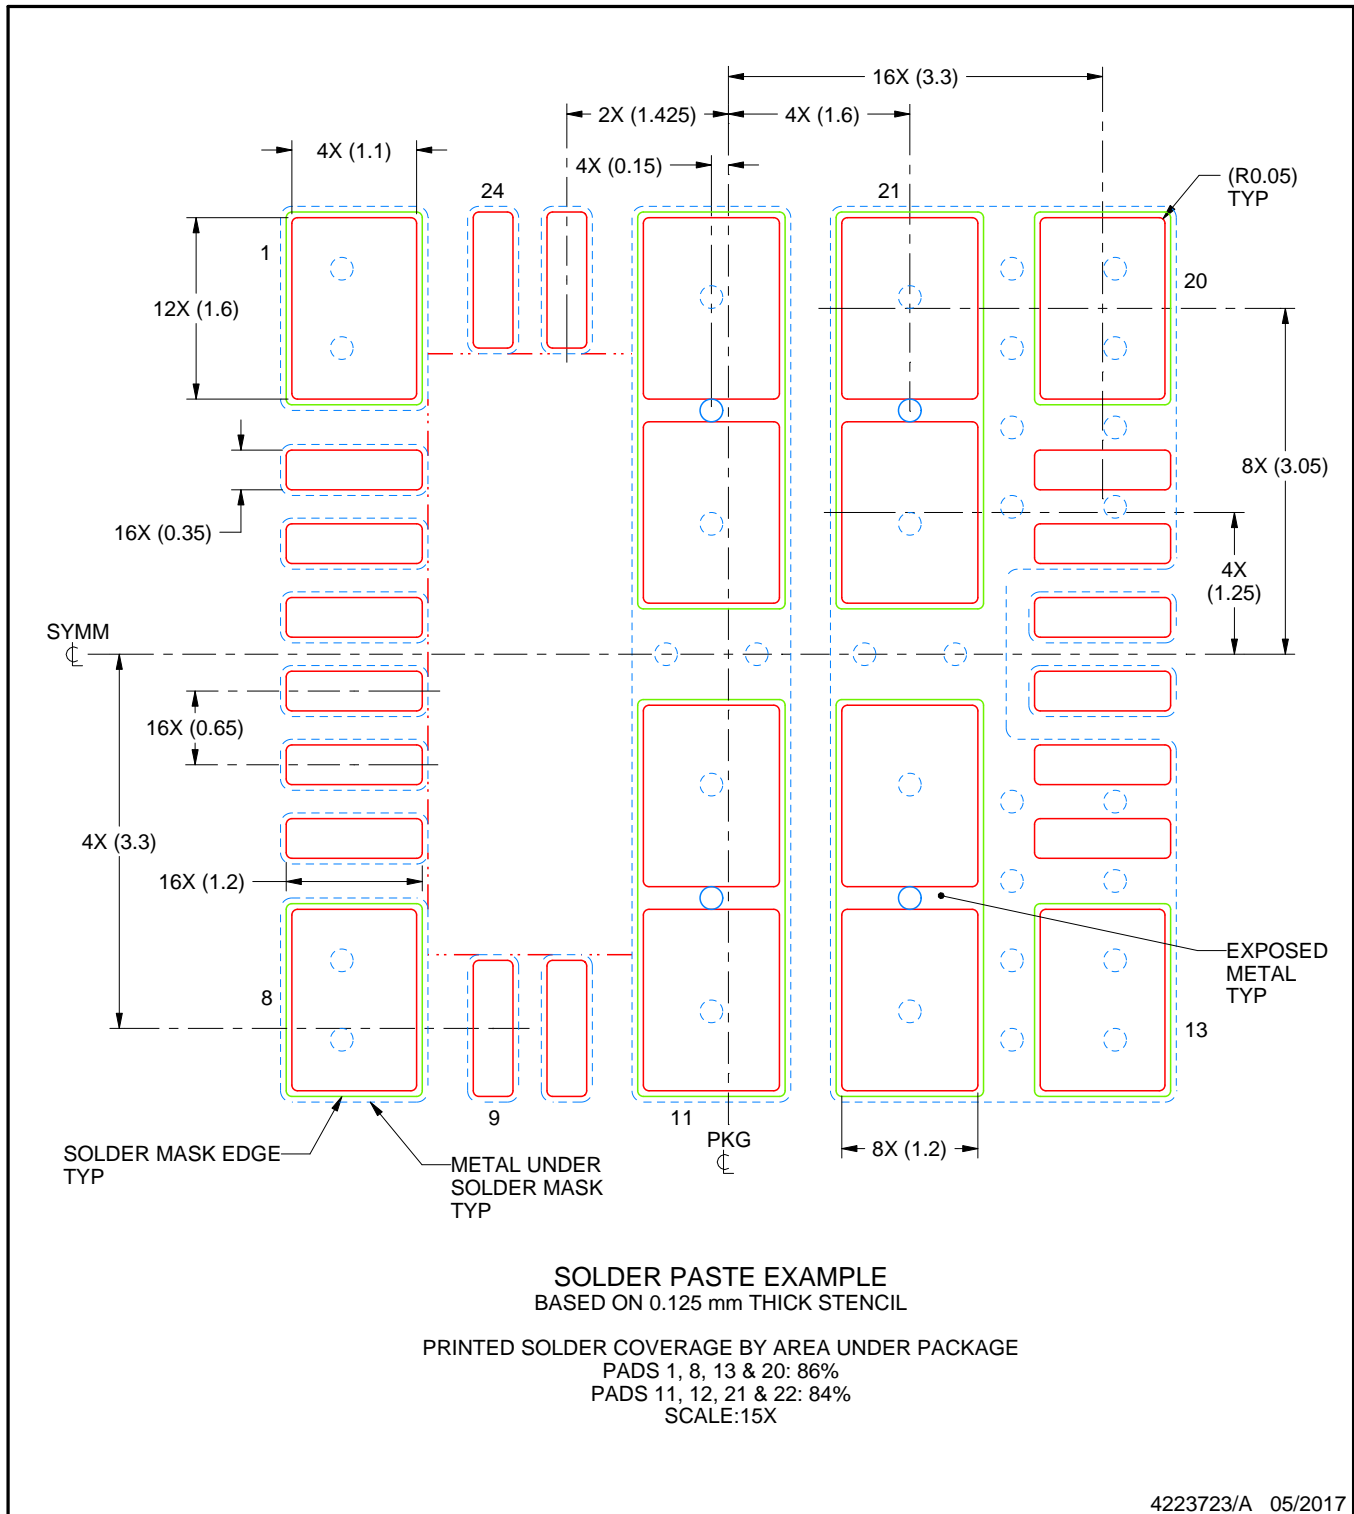 16X (3.3)
2X (1.425)
4X (1.6)
4X (1.1)
4X (0.15)
24
21
(R0.05)
TYP
1
20
12X (1.6)
8X (3.05)
16X (0.35)
4X
(1.25)
SYMM
16X (0.65)
4X (3.3)
16X (1.2)
EXPOSED
METAL
TYP
8
13
9
11
PKG
8X (1.2)
SOLDER MASK EDGE
TYP
METAL UNDER
SOLDER MASK
TYP
SOLDER PASTE EXAMPLE
BASED ON 0.125 mm THICK STENCIL
PRINTED SOLDER COVERAGE BY AREA UNDER PACKAGE
PADS 1, 8, 13 & 20: 86%
PADS 11, 12, 21 & 22: 84%
SCALE:15X
4223723/A 05/2017